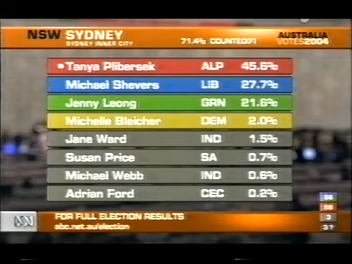 NSW SYDNEY
SYDNEY INNER CITY
71.4% COUNTED(F)
AUSTRALIA
VOTES2004
Tanya Plibersek ALP 45.6%
Michael Shevers LIB 27.7%
Jenny Leong GRN 21.6%
Michelle Bleicher DEM 2.0%
Jane Ward IND 1.5%
Susan Price SA 0.7%
Michael Webb IND 0.6%
Adrian Ford CEC 0.2%
FOR FULL ELECTION RESULTS
abc.net.au/election
3